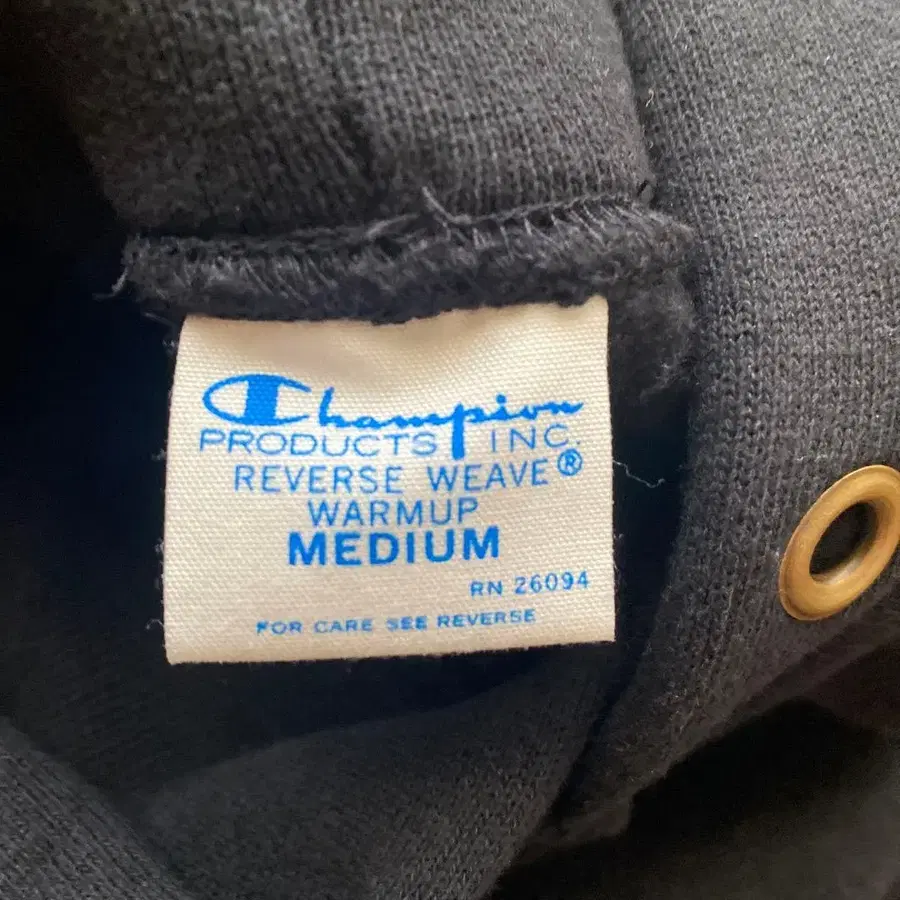 Champion
PRODUCTS INC.
REVERSE WEAVE®
WARMUP
MEDIUM
RN 26094
FOR CARE SEE REVERSE